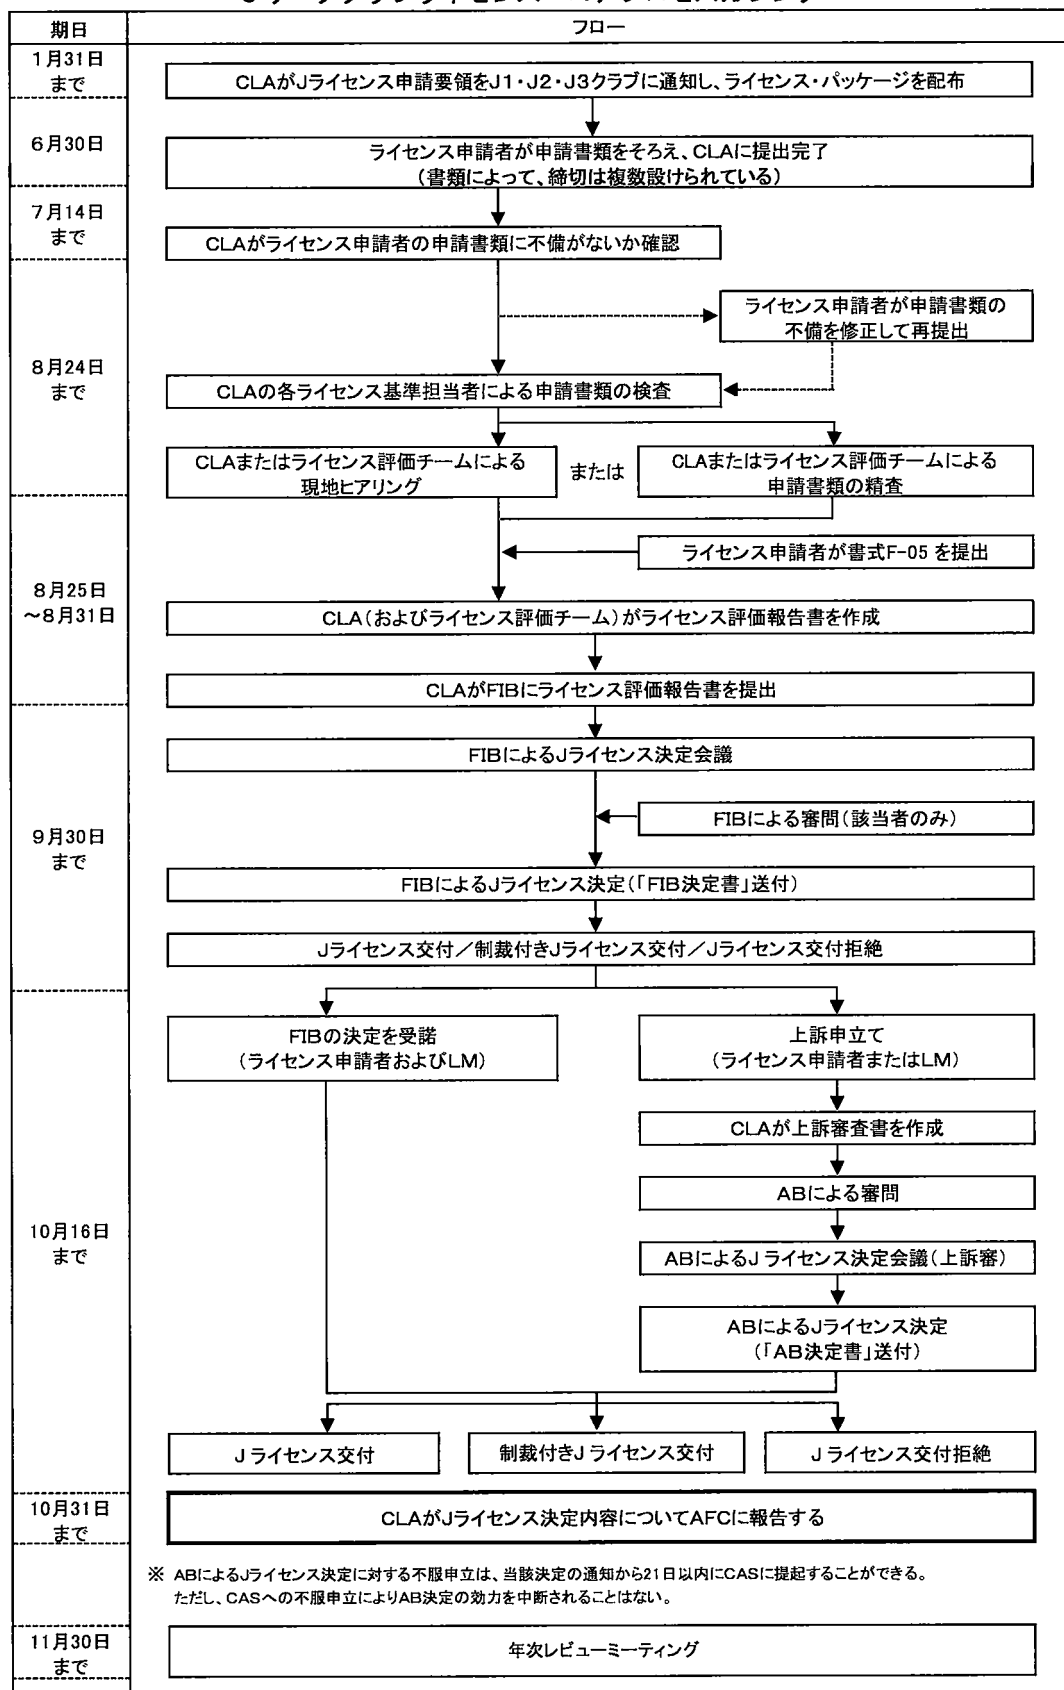 期日
フロー
1月31日
まで
CLAがJライセンス申請要領をJ1・J2・J3クラブに通知し、ライセンス・パッケージを配布
6月30日
ライセンス申請者が申請書類をそろえ、CLAに提出完了
(書類によって、締切は複数設けられている)
7月14日
まで
CLAがライセンス申請者の申請書類に不備がないか確認
ライセンス申請者が申請書類の
不備を修正して再提出
8月24日
まで
CLAの各ライセンス基準担当者による申請書類の検査
CLAまたはライセンス評価チームによる
現地ヒアリング
または
CLAまたはライセンス評価チームによる
申請書類の精査
ライセンス申請者が書式F-05 を提出
8月25日
~8月31日
CLA(およびライセンス評価チーム)がライセンス評価報告書を作成
CLAがFIBにライセンス評価報告書を提出
FIBによるJライセンス決定会議
FIBによる審問(該当者のみ)
9月30日
まで
FIBによるJライセンス決定(「FIB決定書」送付)
Jライセンス交付/制裁付きJライセンス交付/Jライセンス交付拒絶
FIBの決定を受諾
(ライセンス申請者およびLM)
上訴申立て
(ライセンス申請者またはLM)
CLAが上訴審査書を作成
ABによる審問
10月16日
まで
ABによるJ ライセンス決定会議(上訴審)
ABによるJライセンス決定
(「AB決定書」送付)
J ライセンス交付
制裁付きJ ライセンス交付
J ライセンス交付拒絶
10月31日
まで
CLAがJライセンス決定内容についてAFCに報告する
※ ABによるJライセンス決定に対する不服申立は、当該決定の通知から21日以内にCASに提起することができる。
ただし、CASへの不服申立によりAB決定の効力を中断されることはない。
11月30日
まで
年次レビューミーティング